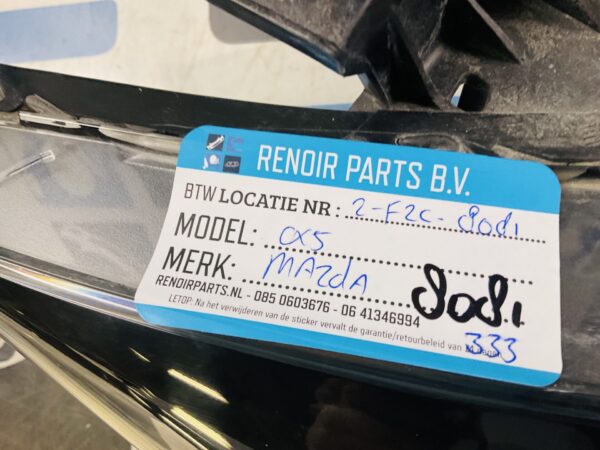 RENOIR PARTS B.V.
BTW LOCATIE NR : 2-F2C-8081
MODEL: CX5
MERK: MAZDA
8081
RENOIRPARTS.NL - 085 0603676 - 06 41346994
LETOP: Na het verwijderen van de sticker vervalt de garantie/retourbeleid van
333